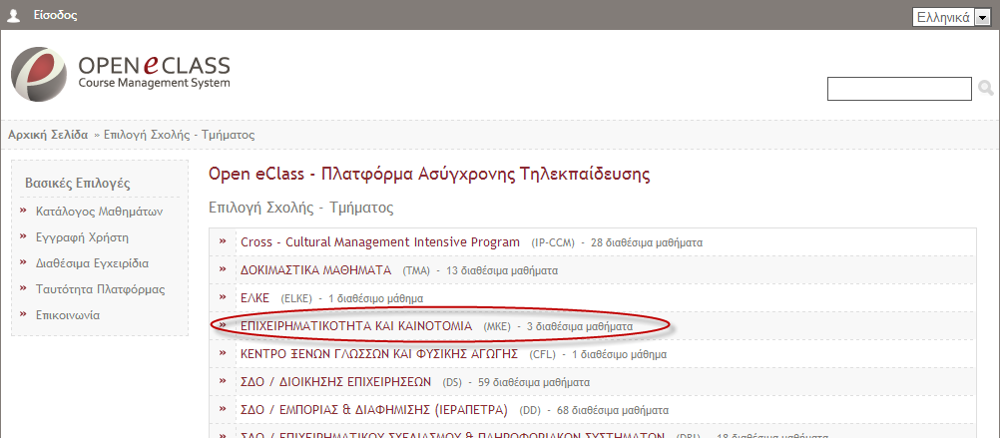 Είσοδος
Ελληνικά
OPEN eCLASS
Course Management System
Αρχική Σελίδα » Επιλογή Σχολής - Τμήματος
Βασικές Επιλογές
» Κατάλογος Μαθημάτων
» Εγγραφή Χρήστη
» Διαθέσιμα Εγχειρίδια
» Ταυτότητα Πλατφόρμας
» Επικοινωνία
Open eClass - Πλατφόρμα Ασύγχρονης Τηλεκπαίδευσης
Επιλογή Σχολής - Τμήματος
» Cross - Cultural Management Intensive Program (IP-CCM) - 28 διαθέσιμα μαθήματα
» ΔΟΚΙΜΑΣΤΙΚΑ ΜΑΘΗΜΑΤΑ (TMA) - 13 διαθέσιμα μαθήματα
» ΕΛΚΕ (ELKE) - 1 διαθέσιμο μάθημα
» ΕΠΙΧΕΙΡΗΜΑΤΙΚΟΤΗΤΑ ΚΑΙ ΚΑΙΝΟΤΟΜΙΑ (MKE) - 3 διαθέσιμα μαθήματα
» ΚΕΝΤΡΟ ΞΕΝΩΝ ΓΛΩΣΣΩΝ ΚΑΙ ΦΥΣΙΚΗΣ ΑΓΩΓΗΣ (CFL) - 1 διαθέσιμο μάθημα
» ΣΔΟ / ΔΙΟΙΚΗΣΗΣ ΕΠΙΧΕΙΡΗΣΕΩΝ (DS) - 59 διαθέσιμα μαθήματα
» ΣΔΟ / ΕΜΠΟΡΙΑΣ & ΔΙΑΦΗΜΙΣΗΣ (ΙΕΡΑΠΕΤΡΑ) (DD) - 68 διαθέσιμα μαθήματα
» ΣΔΟ / ΕΠΙΧΕΙΡΗΜΑΤΙΚΟΥ ΣΧΕΔΙΑΣΜΟΥ & ΠΛΗΡΟΦΟΡΙΑΚΩΝ ΣΥΣΤΗΜΑΤΩΝ - 18 διαθέσιμα μαθήματα